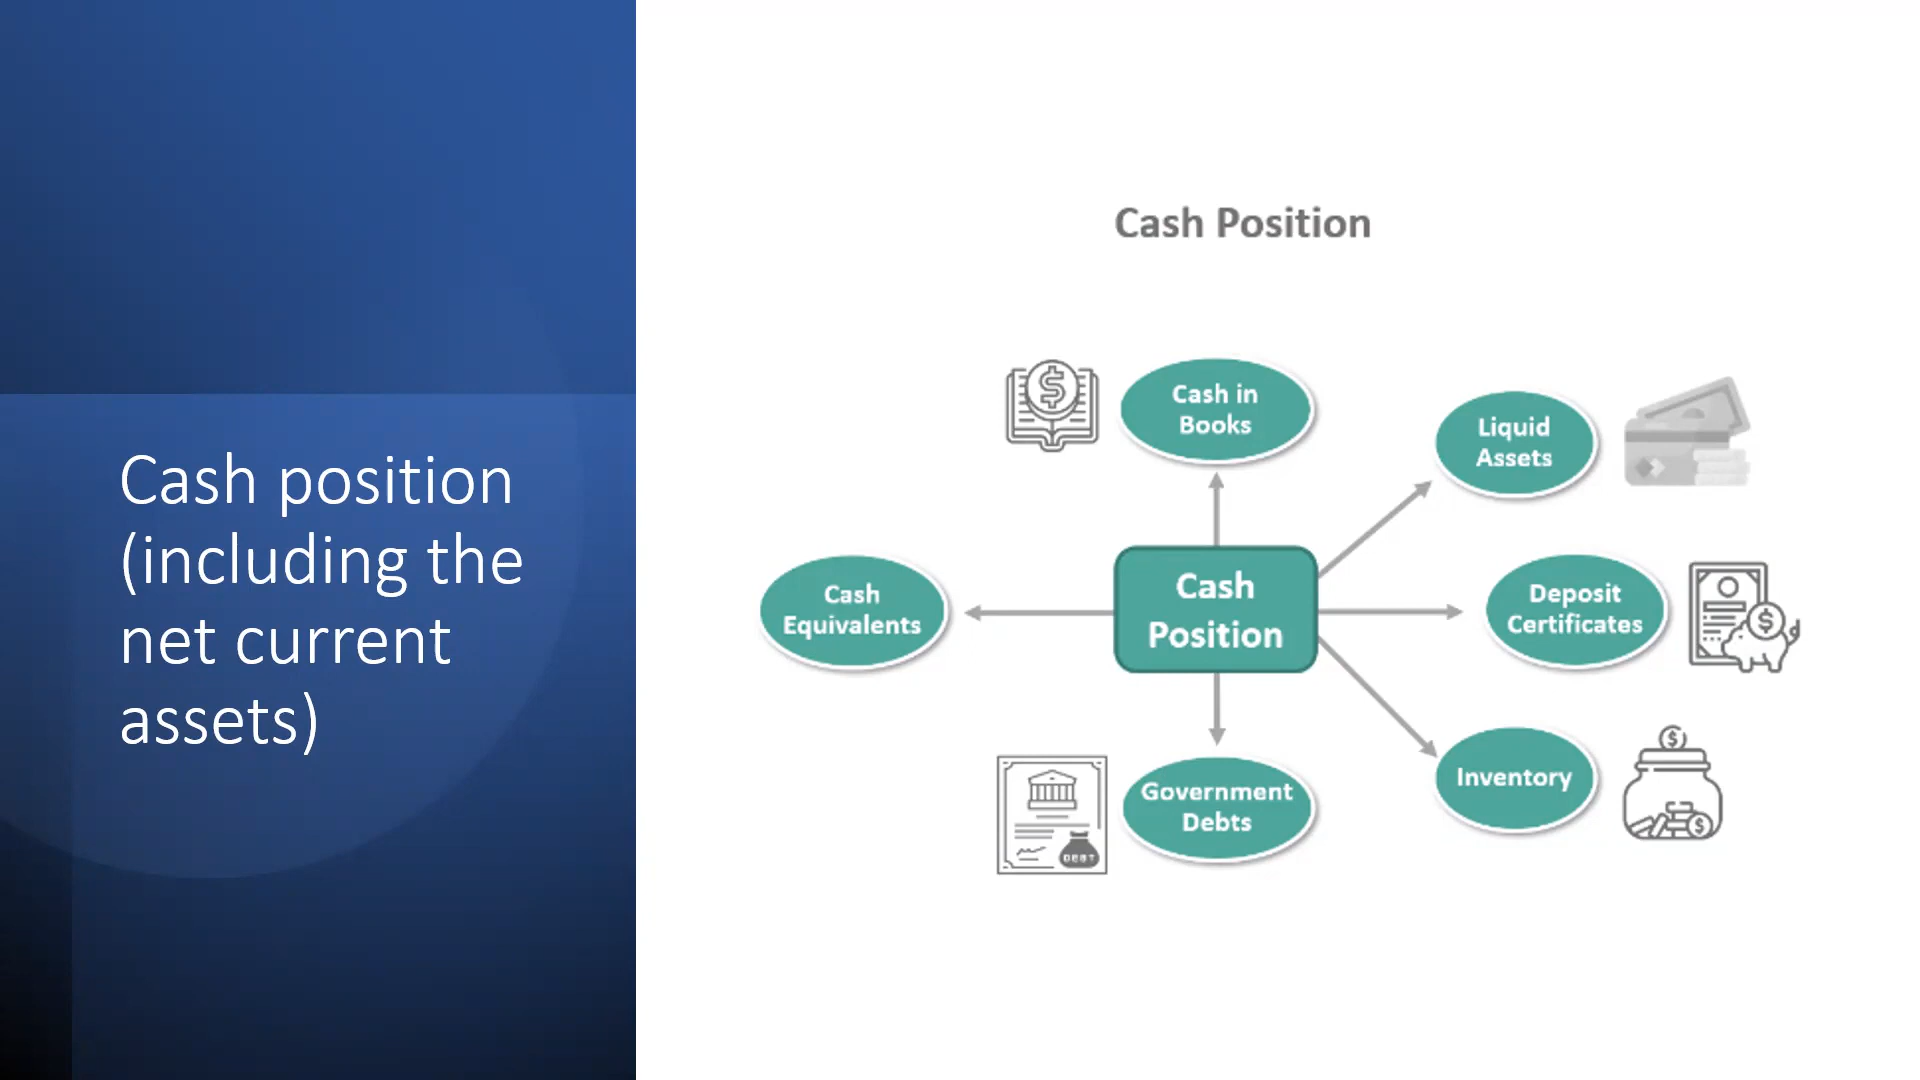 Cash position
(including the
net current
assets)
Cash Position
Cash in
Books
Liquid
Assets
Cash
Equivalents
Cash
Position
Deposit
Certificates
Government
Debts
DEBT
Inventory